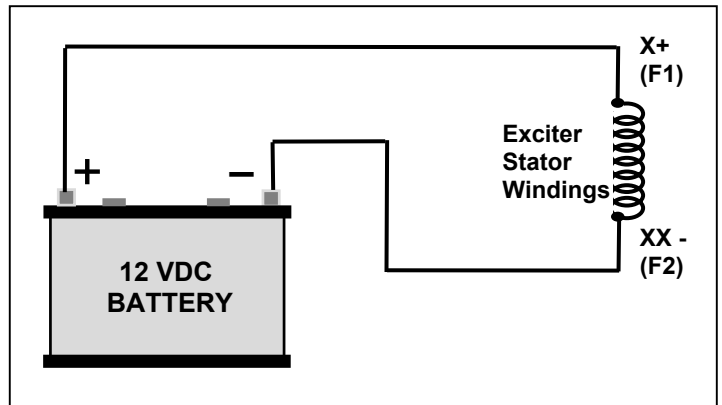 X+
(F1)
Exciter
Stator
Windings
+
−
12 VDC
BATTERY
XX -
(F2)